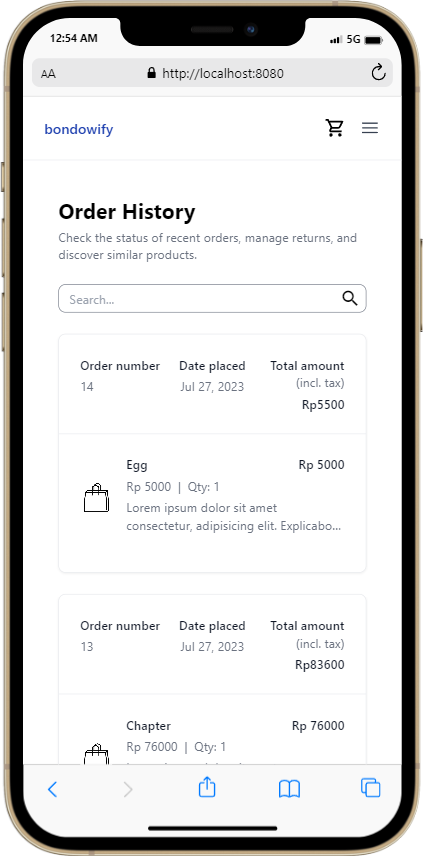 12:54 AM
5G
AA
http://localhost:8080
bondowify
Order History
Check the status of recent orders, manage returns, and
discover similar products.
Search...
Order number Date placed Total amount
(incl. tax)
14 Jul 27, 2023
Rp5500
Egg Rp 5000
Rp 5000 | Qty: 1
Lorem ipsum dolor sit amet
consectetur, adipisicing elit. Explicabo...
Order number Date placed Total amount
(incl. tax)
13 Jul 27, 2023
Rp83600
Chapter Rp 76000
Rp 76000 | Qty: 1